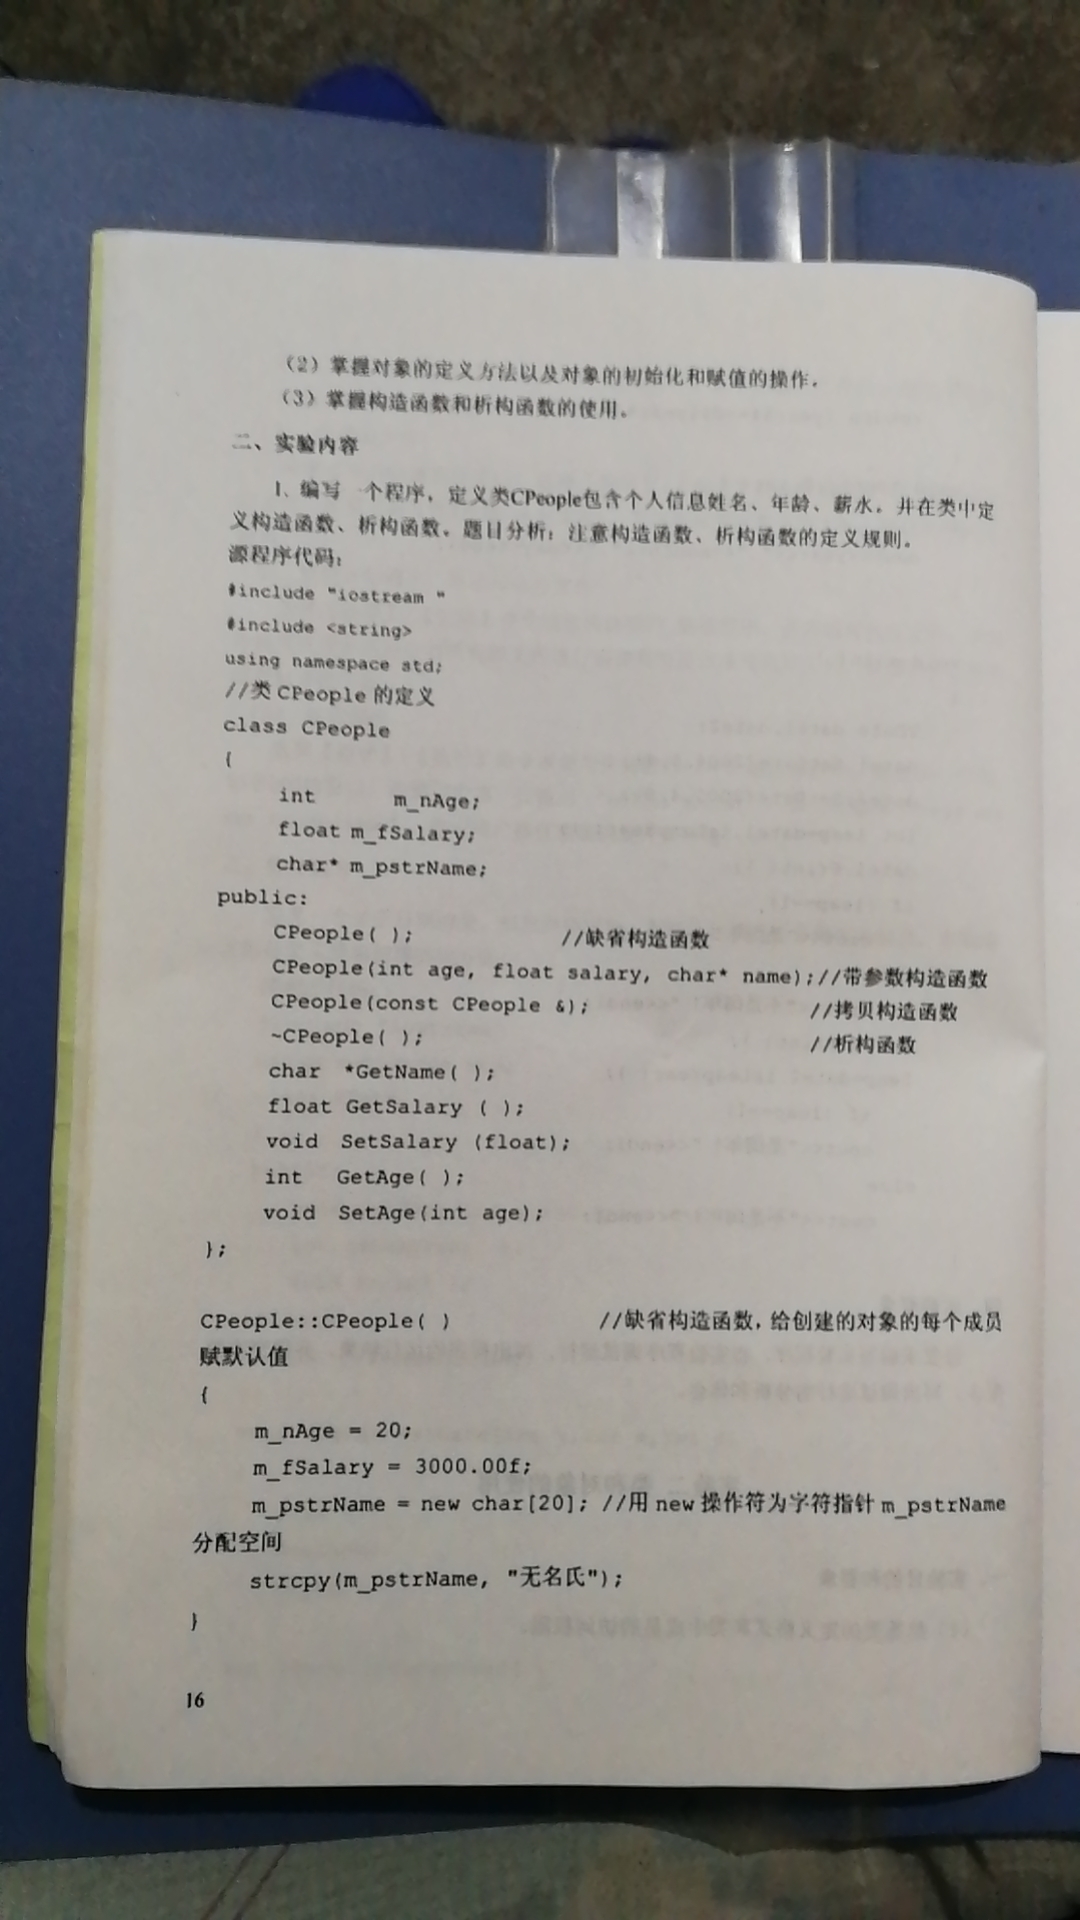 （2）掌握对象的定义方法以及对象的初始化和赋值的操作。
（3）掌握构造函数和析构函数的使用。
二、实验内容
1、编写一个程序，定义类CPeople包含个人信息姓名、年龄、薪水。并在类中定
义构造函数、析构函数。题目分析：注意构造函数、析构函数的定义规则。
源程序代码：
#include "iostream "
#include <string>
using namespace std;
//类 CPeople 的定义
class CPeople
{
int m_nAge;
float m_fSalary;
char* m_pstrName;
public:
CPeople( ); //缺省构造函数
CPeople(int age, float salary, char* name);//带参数构造函数
CPeople(const CPeople &); //拷贝构造函数
~CPeople( ); //析构函数
char *GetName( );
float GetSalary ( );
void SetSalary (float);
int GetAge( );
void SetAge(int age);
};
CPeople::CPeople( ) //缺省构造函数，给创建的对象的每个成员
赋默认值
{
m_nAge = 20;
m_fSalary = 3000.00f;
m_pstrName = new char[20]; //用 new 操作符为字符指针 m_pstrName
分配空间
strcpy(m_pstrName, "无名氏");
}
16